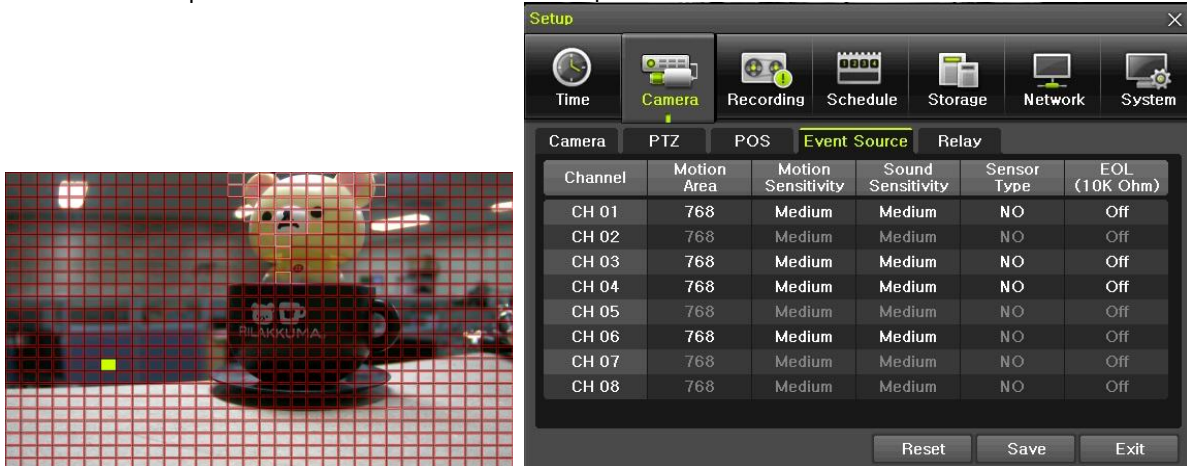 RILAKKUMA
Setup
Time Camera Recording Schedule Storage Network System
Camera PTZ POS Event Source Relay
Channel Motion Area Motion Sensitivity Sound Sensitivity Sensor Type EOL (10K Ohm)
CH 01 768 Medium Medium NO Off
CH 02 768 Medium Medium NO Off
CH 03 768 Medium Medium NO Off
CH 04 768 Medium Medium NO Off
CH 05 768 Medium Medium NO Off
CH 06 768 Medium Medium NO Off
CH 07 768 Medium Medium NO Off
CH 08 768 Medium Medium NO Off
Reset Save Exit